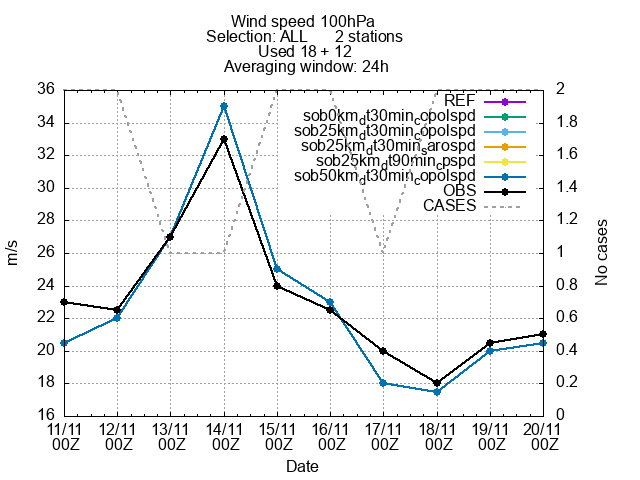 Wind speed 100hPa
Selection: ALL 2 stations
Used 18 + 12
Averaging window: 24h
36
34
32
30
28
26
24
22
20
18
16
m/s
2
1.8
1.6
1.4
1.2
1
0.8
0.6
0.4
0.2
0
No cases
REF
sob0km_dt30min_copolspd
sob25km_dt30min_copolspd
sob25km_dt30min_sarospd
sob25km_dt90min_cpspd
sob50km_dt30min_copolspd
OBS
CASES
11/11 12/11 13/11 14/11 15/11 16/11 17/11 18/11 19/11 20/11
00Z 00Z 00Z 00Z 00Z 00Z 00Z 00Z 00Z 00Z
Date